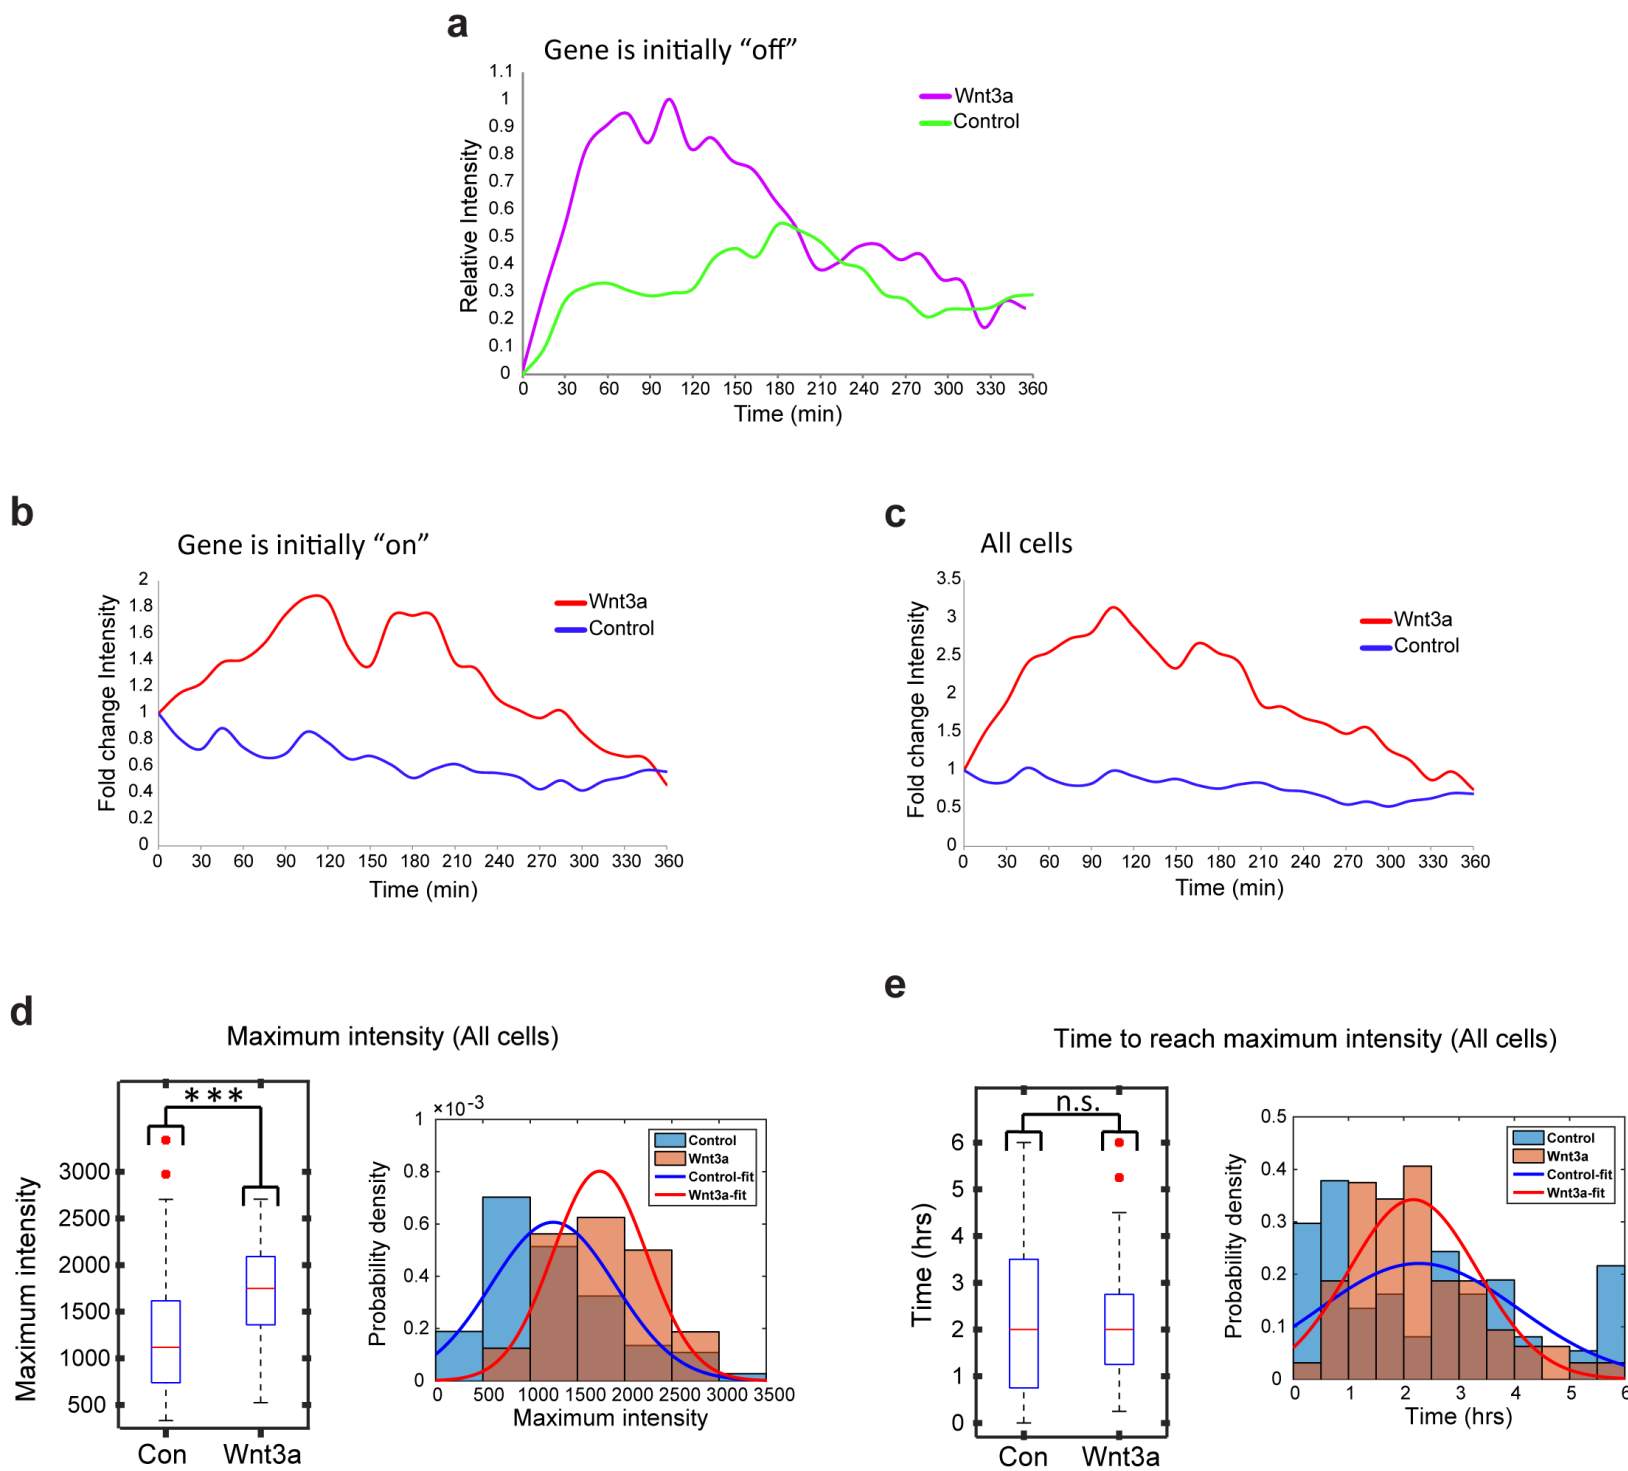 a
Gene is initially “off”
1.1
1
0.9
0.8
0.7
0.6
0.5
0.4
0.3
0.2
0.1
0
Relative Intensity
Wnt3a
Control
0 30 60 90 120 150 180 210 240 270 300 330 360
Time (min)
b
Gene is initially “on”
2
1.8
1.6
1.4
1.2
1
0.8
0.6
0.4
0.2
0
Fold change Intensity
Wnt3a
Control
0 30 60 90 120 150 180 210 240 270 300 330 360
Time (min)
c
All cells
3.5
3
2.5
2
1.5
1
0.5
0
Fold change Intensity
Wnt3a
Control
0 30 60 90 120 150 180 210 240 270 300 330 360
Time (min)
d
Maximum intensity (All cells)
***
3000
2500
2000
1500
1000
500
Maximum intensity
Con Wnt3a
×10-3
1
0.8
0.6
0.4
0.2
0
Probability density
Control
Wnt3a
Control-fit
Wnt3a-fit
0 500 1000 1500 2000 2500 3000 3500
Maximum intensity
e
Time to reach maximum intensity (All cells)
n.s.
6
5
4
3
2
1
0
Time (hrs)
Con Wnt3a
0.5
0.4
0.3
0.2
0.1
0
Probability density
Control
Wnt3a
Control-fit
Wnt3a-fit
0 1 2 3 4 5 6
Time (hrs)